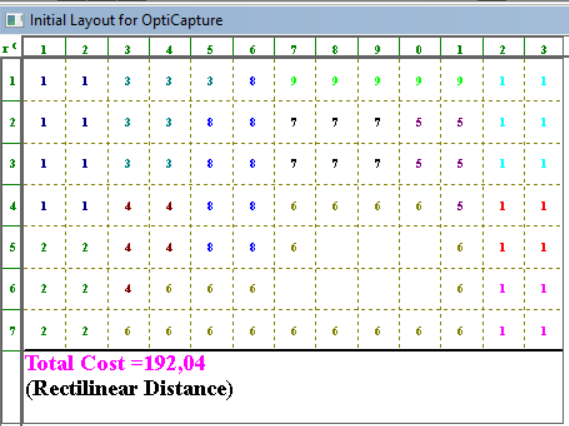 Initial Layout for OptiCapture
r c 1 2 3 4 5 6 7 8 9 0 1 2 3
1 1 1 3 3 3 8 9 9 9 9 9 1 1
2 1 1 3 3 8 8 7 7 7 5 5 1 1
3 1 1 3 3 8 8 7 7 7 5 5 1 1
4 1 1 4 4 8 8 6 6 6 6 5 1 1
5 2 2 4 4 8 8 6 6 1 1
6 2 2 4 6 6 6 6 1 1
7 2 2 6 6 6 6 6 6 6 6 6 1 1
Total Cost =192,04
(Rectilinear Distance)